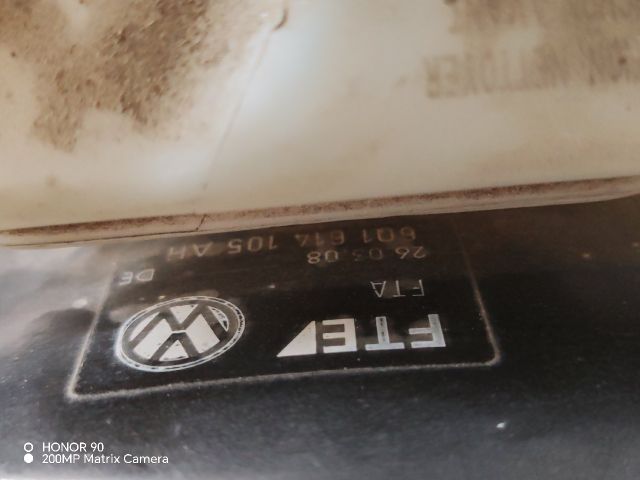 FTE
FTA
26 03 08 DE
6Q1 614 105 AH
HONOR 90
200MP Matrix Camera